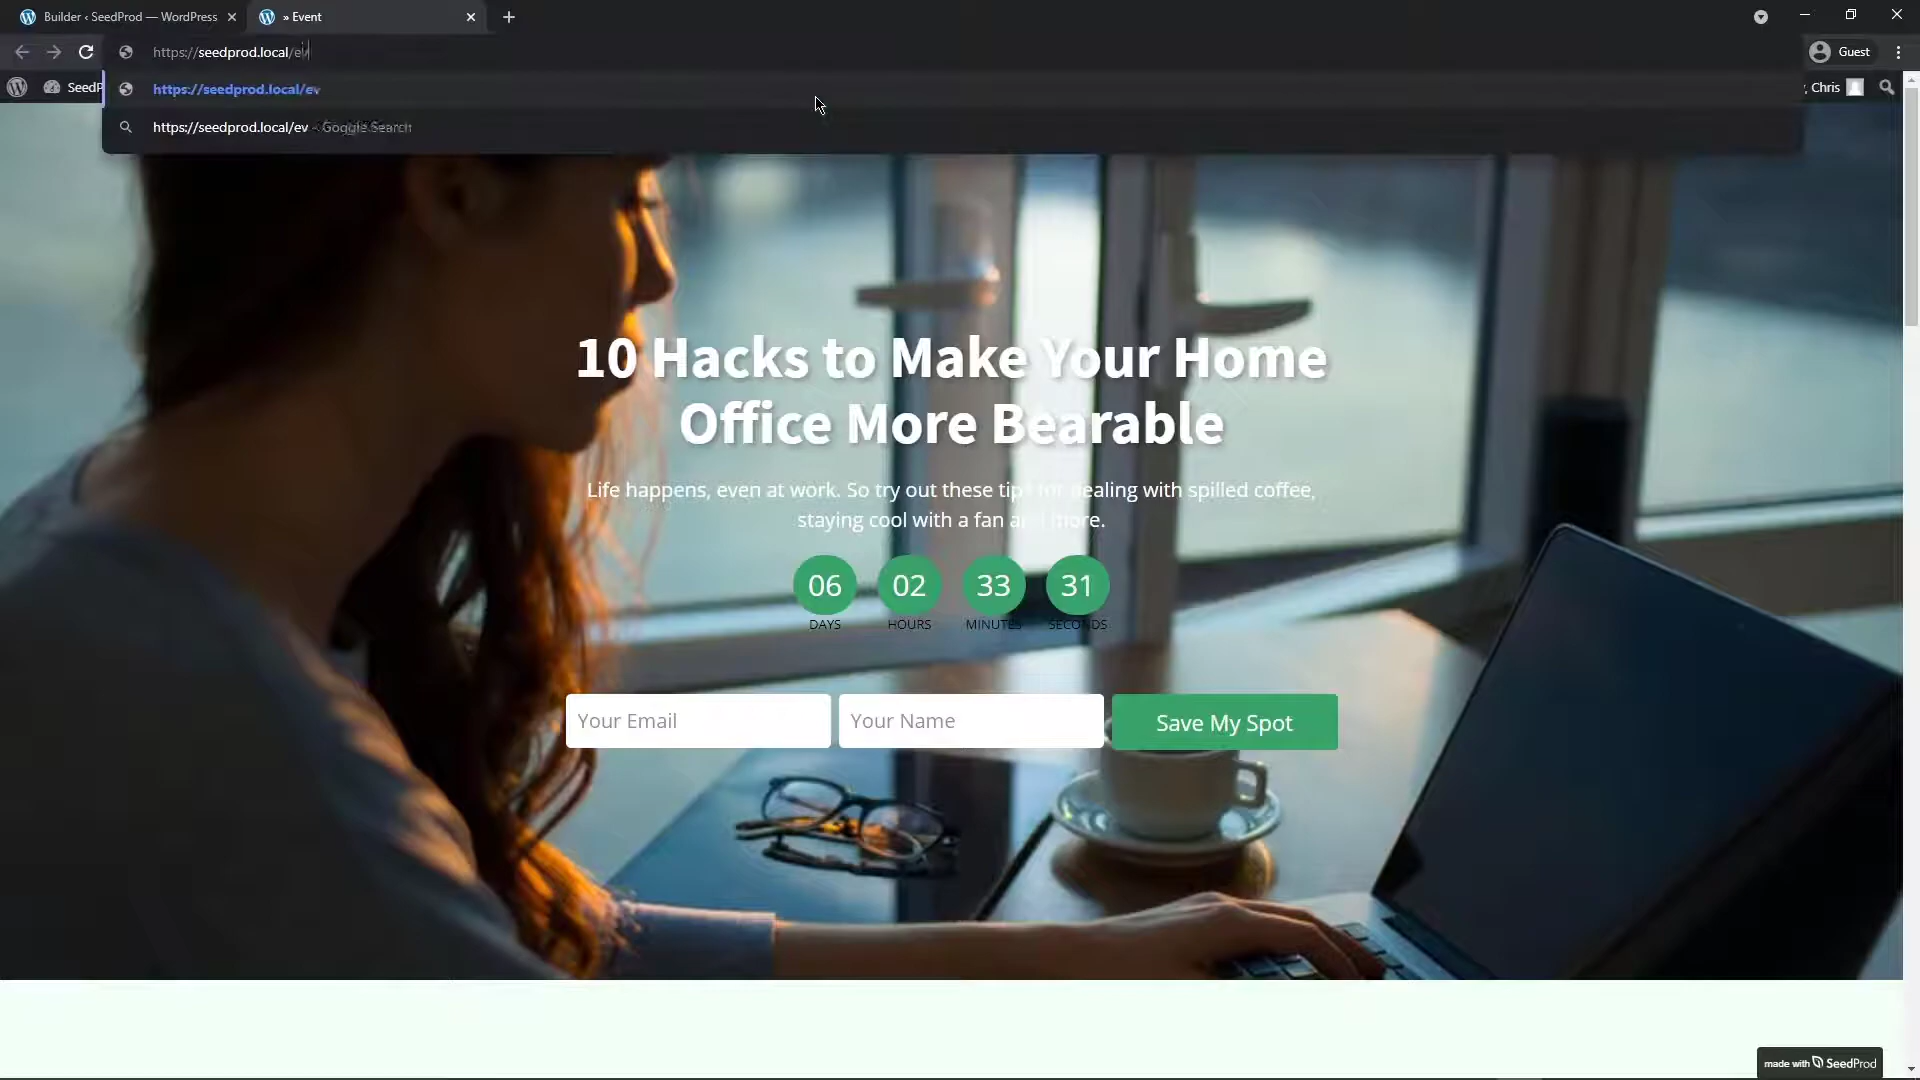 Builder ‹ SeedProd — WordPress
» Event
https://seedprod.local/ev
Guest
SeedP
https://seedprod.local/ev
, Chris
https://seedprod.local/ev - Google Search
10 Hacks to Make Your Home
Office More Bearable
Life happens, even at work. So try out these tips for dealing with spilled coffee,
staying cool with a fan and more.
06 02 33 31
DAYS HOURS MINUTES SECONDS
Your Email Your Name Save My Spot
made with SeedProd